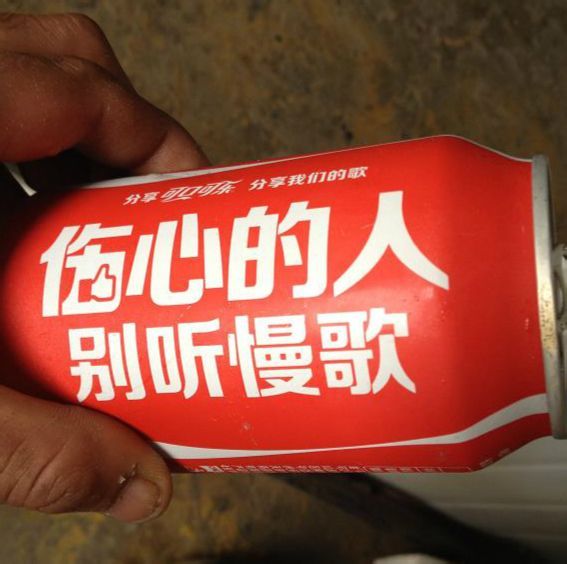 分享 可口可乐 分享我们的歌
伤心的人
别听慢歌